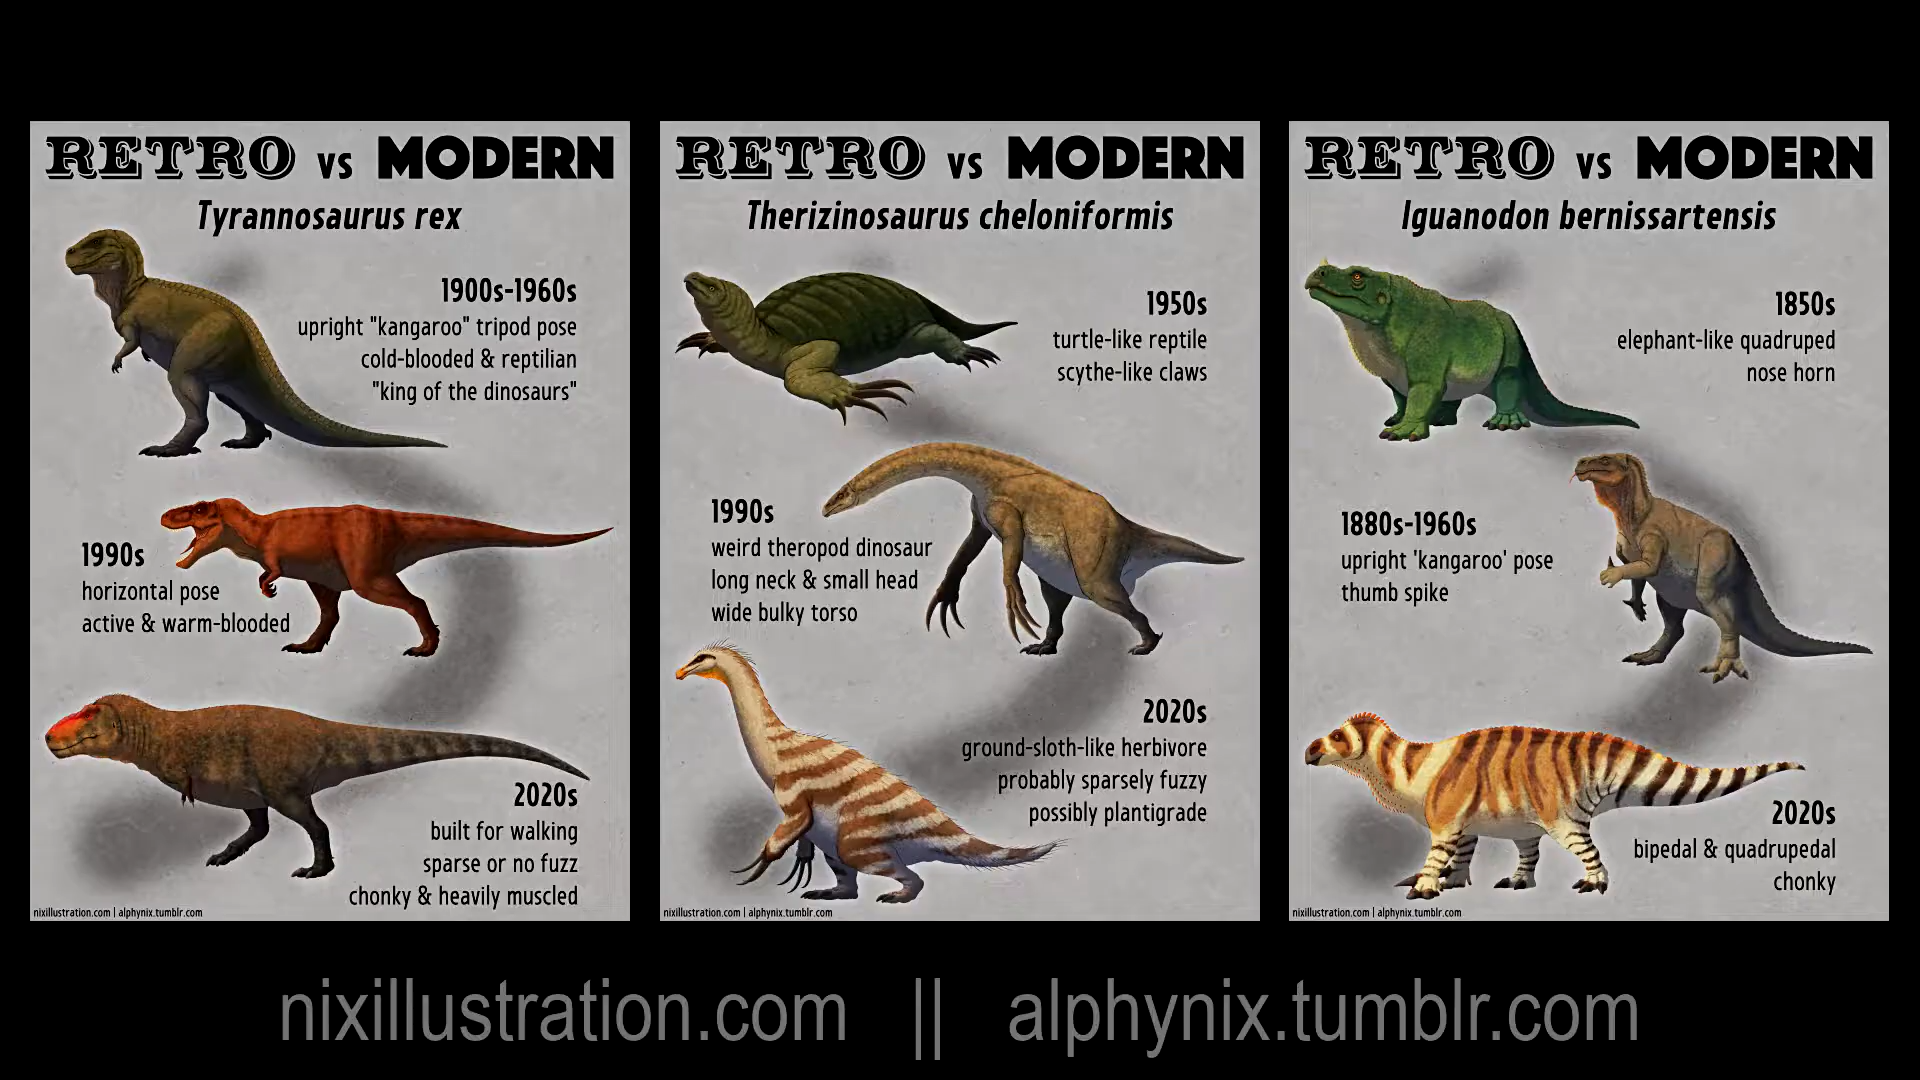 RETRO vs MODERN
Tyrannosaurus rex
1900s-1960s
upright "kangaroo" tripod pose
cold-blooded & reptilian
"king of the dinosaurs"
1990s
horizontal pose
active & warm-blooded
2020s
built for walking
sparse or no fuzz
chonky & heavily muscled
nixillustration.com | alphynix.tumblr.com
RETRO vs MODERN
Therizinosaurus cheloniformis
1950s
turtle-like reptile
scythe-like claws
1990s
weird theropod dinosaur
long neck & small head
wide bulky torso
2020s
ground-sloth-like herbivore
probably sparsely fuzzy
possibly plantigrade
nixillustration.com | alphynix.tumblr.com
RETRO vs MODERN
Iguanodon bernissartensis
1850s
elephant-like quadruped
nose horn
1880s-1960s
upright 'kangaroo' pose
thumb spike
2020s
bipedal & quadrupedal
chonky
nixillustration.com | alphynix.tumblr.com
nixillustration.com || alphynix.tumblr.com